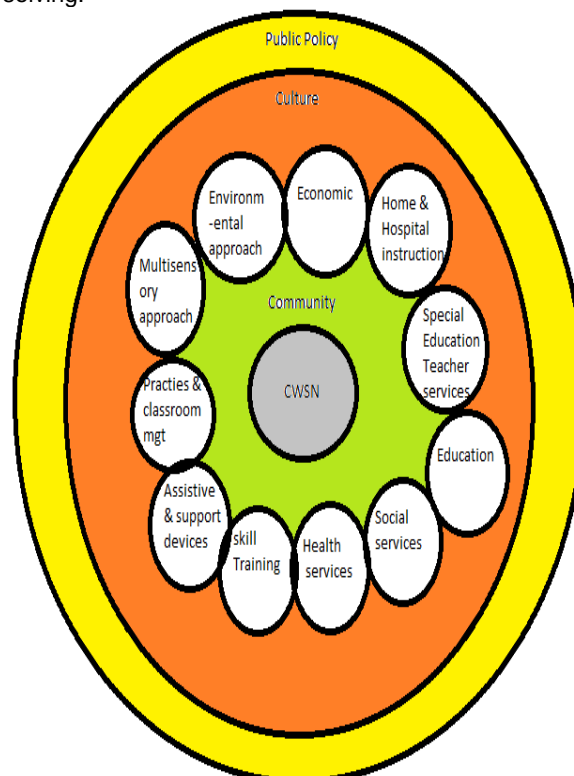 serving.
Public Policy
Culture
Economic
Environm
-ental
approach
Home &
Hospital
instruction
Multisens
ory
approach
Community
Special
Education
Teacher
services
CWSN
Practies &
classroom
mgt
Education
Assistive
& support
devices
Social
services
skill
Training
Health
services